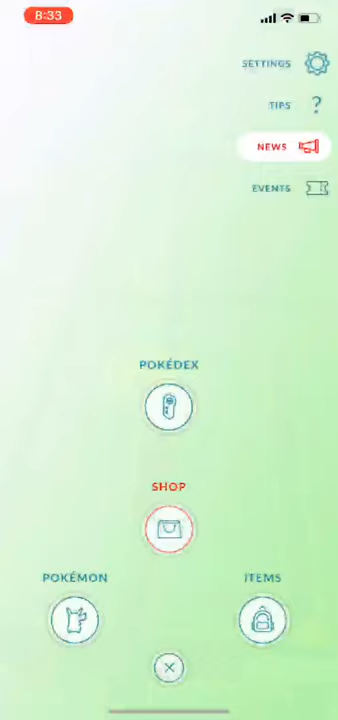 8:33
SETTINGS
TIPS ?
NEWS
EVENTS
POKÉDEX
SHOP
POKÉMON
ITEMS